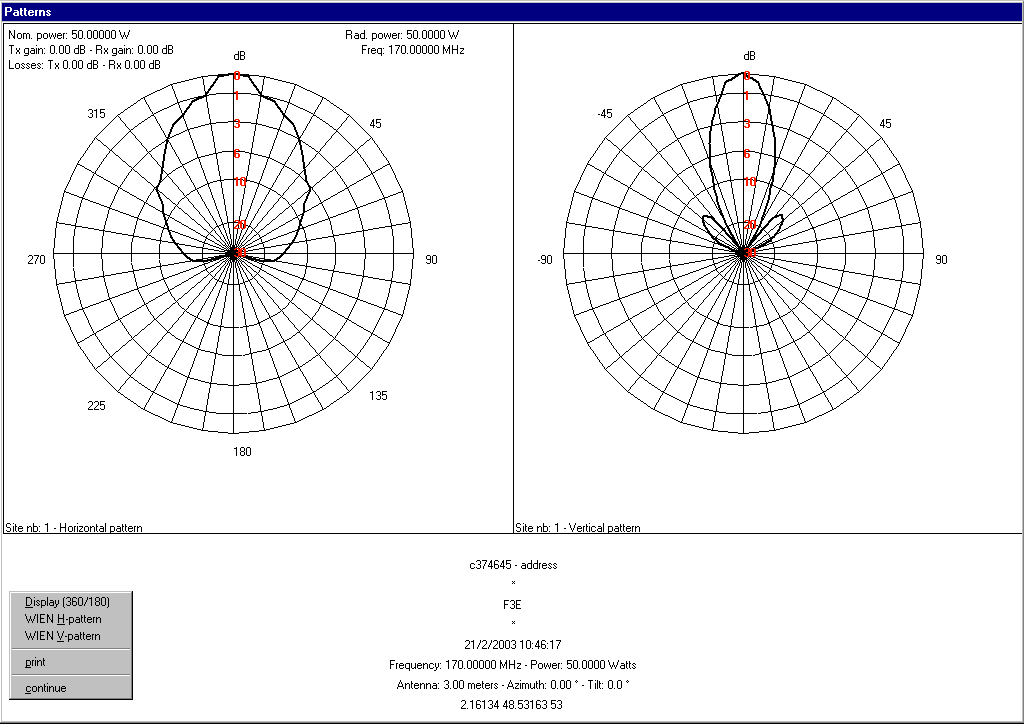 Patterns
Nom. power: 50.00000 W
Tx gain: 0.00 dB - Rx gain: 0.00 dB
Losses: Tx 0.00 dB - Rx 0.00 dB
Rad. power: 50.0000 W
Freq: 170.00000 MHz
dB
0
1
3
6
10
20
315
45
270
90
225
135
180
Site nb: 1 - Horizontal pattern
dB
0
1
3
6
10
20
-45
45
-90
90
Site nb: 1 - Vertical pattern
c374645 - address
*
F3E
*
21/2/2003 10:46:17
Frequency: 170.00000 MHz - Power: 50.0000 Watts
Antenna: 3.00 meters - Azimuth: 0.00 ° - Tilt: 0.0 °
2.16134 48.53163 53
Display (360/180)
WIEN H-pattern
WIEN V-pattern
print
continue